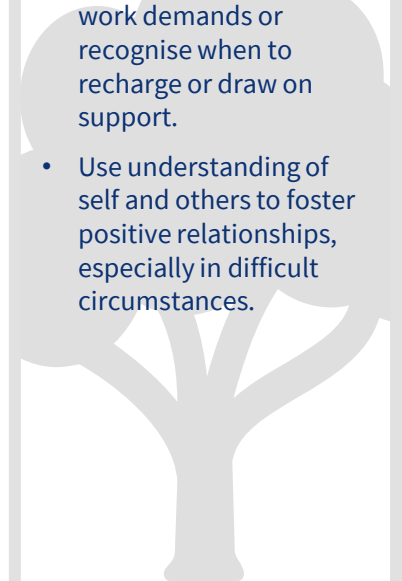 work demands or
recognise when to
recharge or draw on
support.
• Use understanding of
self and others to foster
positive relationships,
especially in difficult
circumstances.